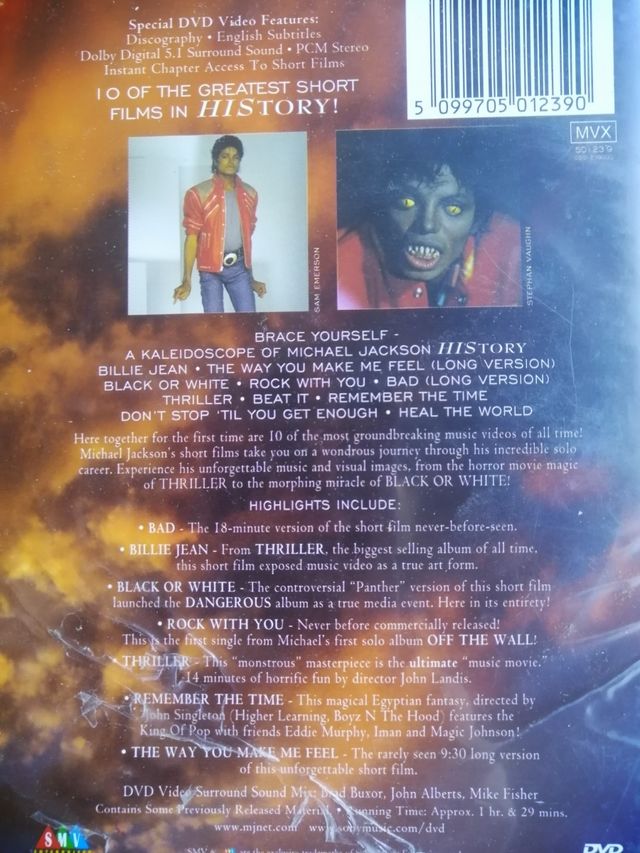 Special DVD Video Features:
Discography • English Subtitles
Dolby Digital 5.1 Surround Sound • PCM Stereo
Instant Chapter Access To Short Films
10 OF THE GREATEST SHORT
FILMS IN HISTORY!
5 099705 012390
MVX
50123 9
SAM EMERSON
STEPHAN VAUGHN
BRACE YOURSELF -
A KALEIDOSCOPE OF MICHAEL JACKSON HISTORY
BILLIE JEAN • THE WAY YOU MAKE ME FEEL (LONG VERSION)
BLACK OR WHITE • ROCK WITH YOU • BAD (LONG VERSION)
THRILLER • BEAT IT • REMEMBER THE TIME
DON'T STOP 'TIL YOU GET ENOUGH • HEAL THE WORLD
Here together for the first time are 10 of the most groundbreaking music videos of all time!
Michael Jackson's short films take you on a wondrous journey through his incredible solo
career. Experience his unforgettable music and visual images, from the horror movie magic
of THRILLER to the morphing miracle of BLACK OR WHITE!
HIGHLIGHTS INCLUDE:
• BAD - The 18-minute version of the short film never-before-seen.
• BILLIE JEAN - From THRILLER, the biggest selling album of all time,
this short film exposed music video as a true art form.
• BLACK OR WHITE - The controversial "Panther" version of this short film
launched the DANGEROUS album as a true media event. Here in its entirety!
• ROCK WITH YOU - Never before commercially released!
This is the first single from Michael's first solo album OFF THE WALL!
• THRILLER - This "monstrous" masterpiece is the ultimate "music movie."
14 minutes of horrific fun by director John Landis.
• REMEMBER THE TIME - This magical Egyptian fantasy, directed by
John Singleton (Higher Learning, Boyz N The Hood) features the
King Of Pop with friends Eddie Murphy, Iman and Magic Johnson!
• THE WAY YOU MAKE ME FEEL - The rarely seen 9:30 long version
of this unforgettable short film.
DVD Video Surround Sound Mix: Brad Buxor, John Alberts, Mike Fisher
Contains Some Previously Released Material • Running Time: Approx. 1 hr. & 29 mins.
www.mjnet.com www.sonymusic.com/dvd
SMV
DVD